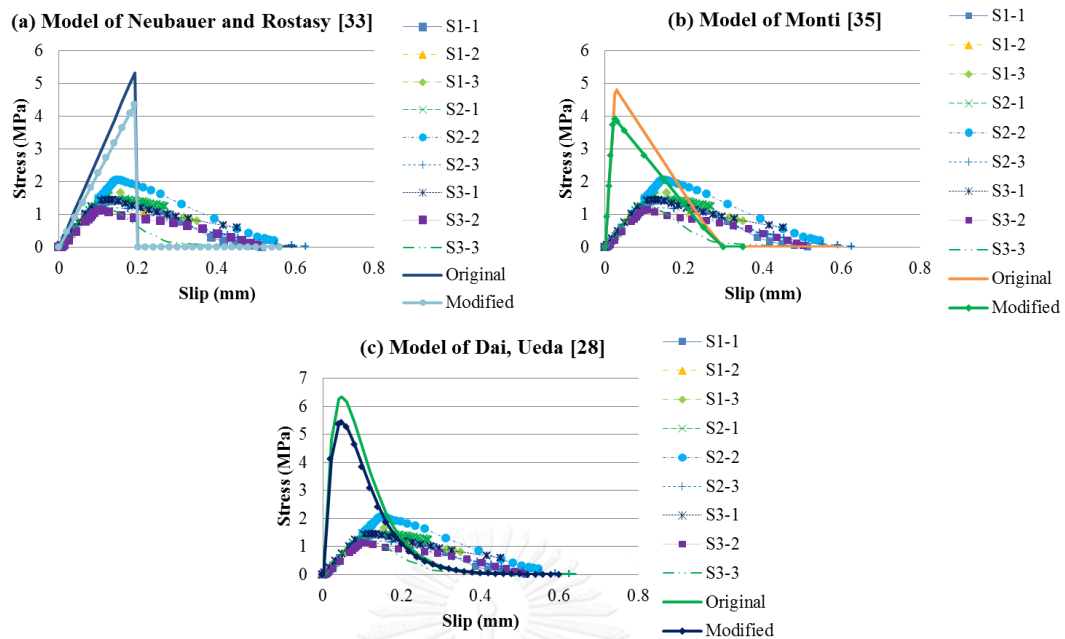 (a) Model of Neubauer and Rostasy [33]
Stress (MPa)
6
5
4
3
2
1
0
0
0.2
0.4
0.6
0.8
Slip (mm)
S1-1
S1-2
S1-3
S2-1
S2-2
S2-3
S3-1
S3-2
S3-3
Original
Modified
(b) Model of Monti [35]
Stress (MPa)
6
5
4
3
2
1
0
0
0.2
0.4
0.6
0.8
Slip (mm)
S1-1
S1-2
S1-3
S2-1
S2-2
S2-3
S3-1
S3-2
S3-3
Original
Modified
(c) Model of Dai, Ueda [28]
Stress (MPa)
7
6
5
4
3
2
1
0
0
0.2
0.4
0.6
0.8
Slip (mm)
S1-1
S1-2
S1-3
S2-1
S2-2
S2-3
S3-1
S3-2
S3-3
Original
Modified